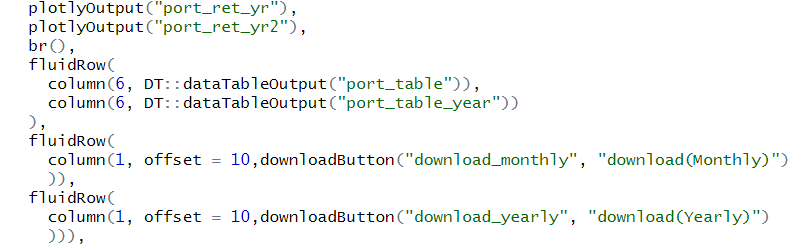 plotlyOutput("port_ret_yr"),
plotlyOutput("port_ret_yr2"),
br(),
fluidRow(
  column(6, DT::dataTableOutput("port_table")),
  column(6, DT::dataTableOutput("port_table_year"))
),
fluidRow(
  column(1, offset = 10,downloadButton("download_monthly", "download(Monthly)")
  )),
fluidRow(
  column(1, offset = 10,downloadButton("download_yearly", "download(Yearly)")
  ))),